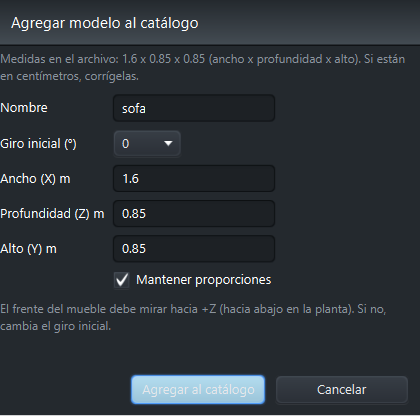 Agregar modelo al catálogo
Medidas en el archivo: 1.6 x 0.85 x 0.85 (ancho x profundidad x alto). Si están
en centímetros, corrígelas.
Nombre
sofa
Giro inicial (°)
0
Ancho (X) m
1.6
Profundidad (Z) m
0.85
Alto (Y) m
0.85
Mantener proporciones
El frente del mueble debe mirar hacia +Z (hacia abajo en la planta). Si no,
cambia el giro inicial.
Agregar al catálogo
Cancelar